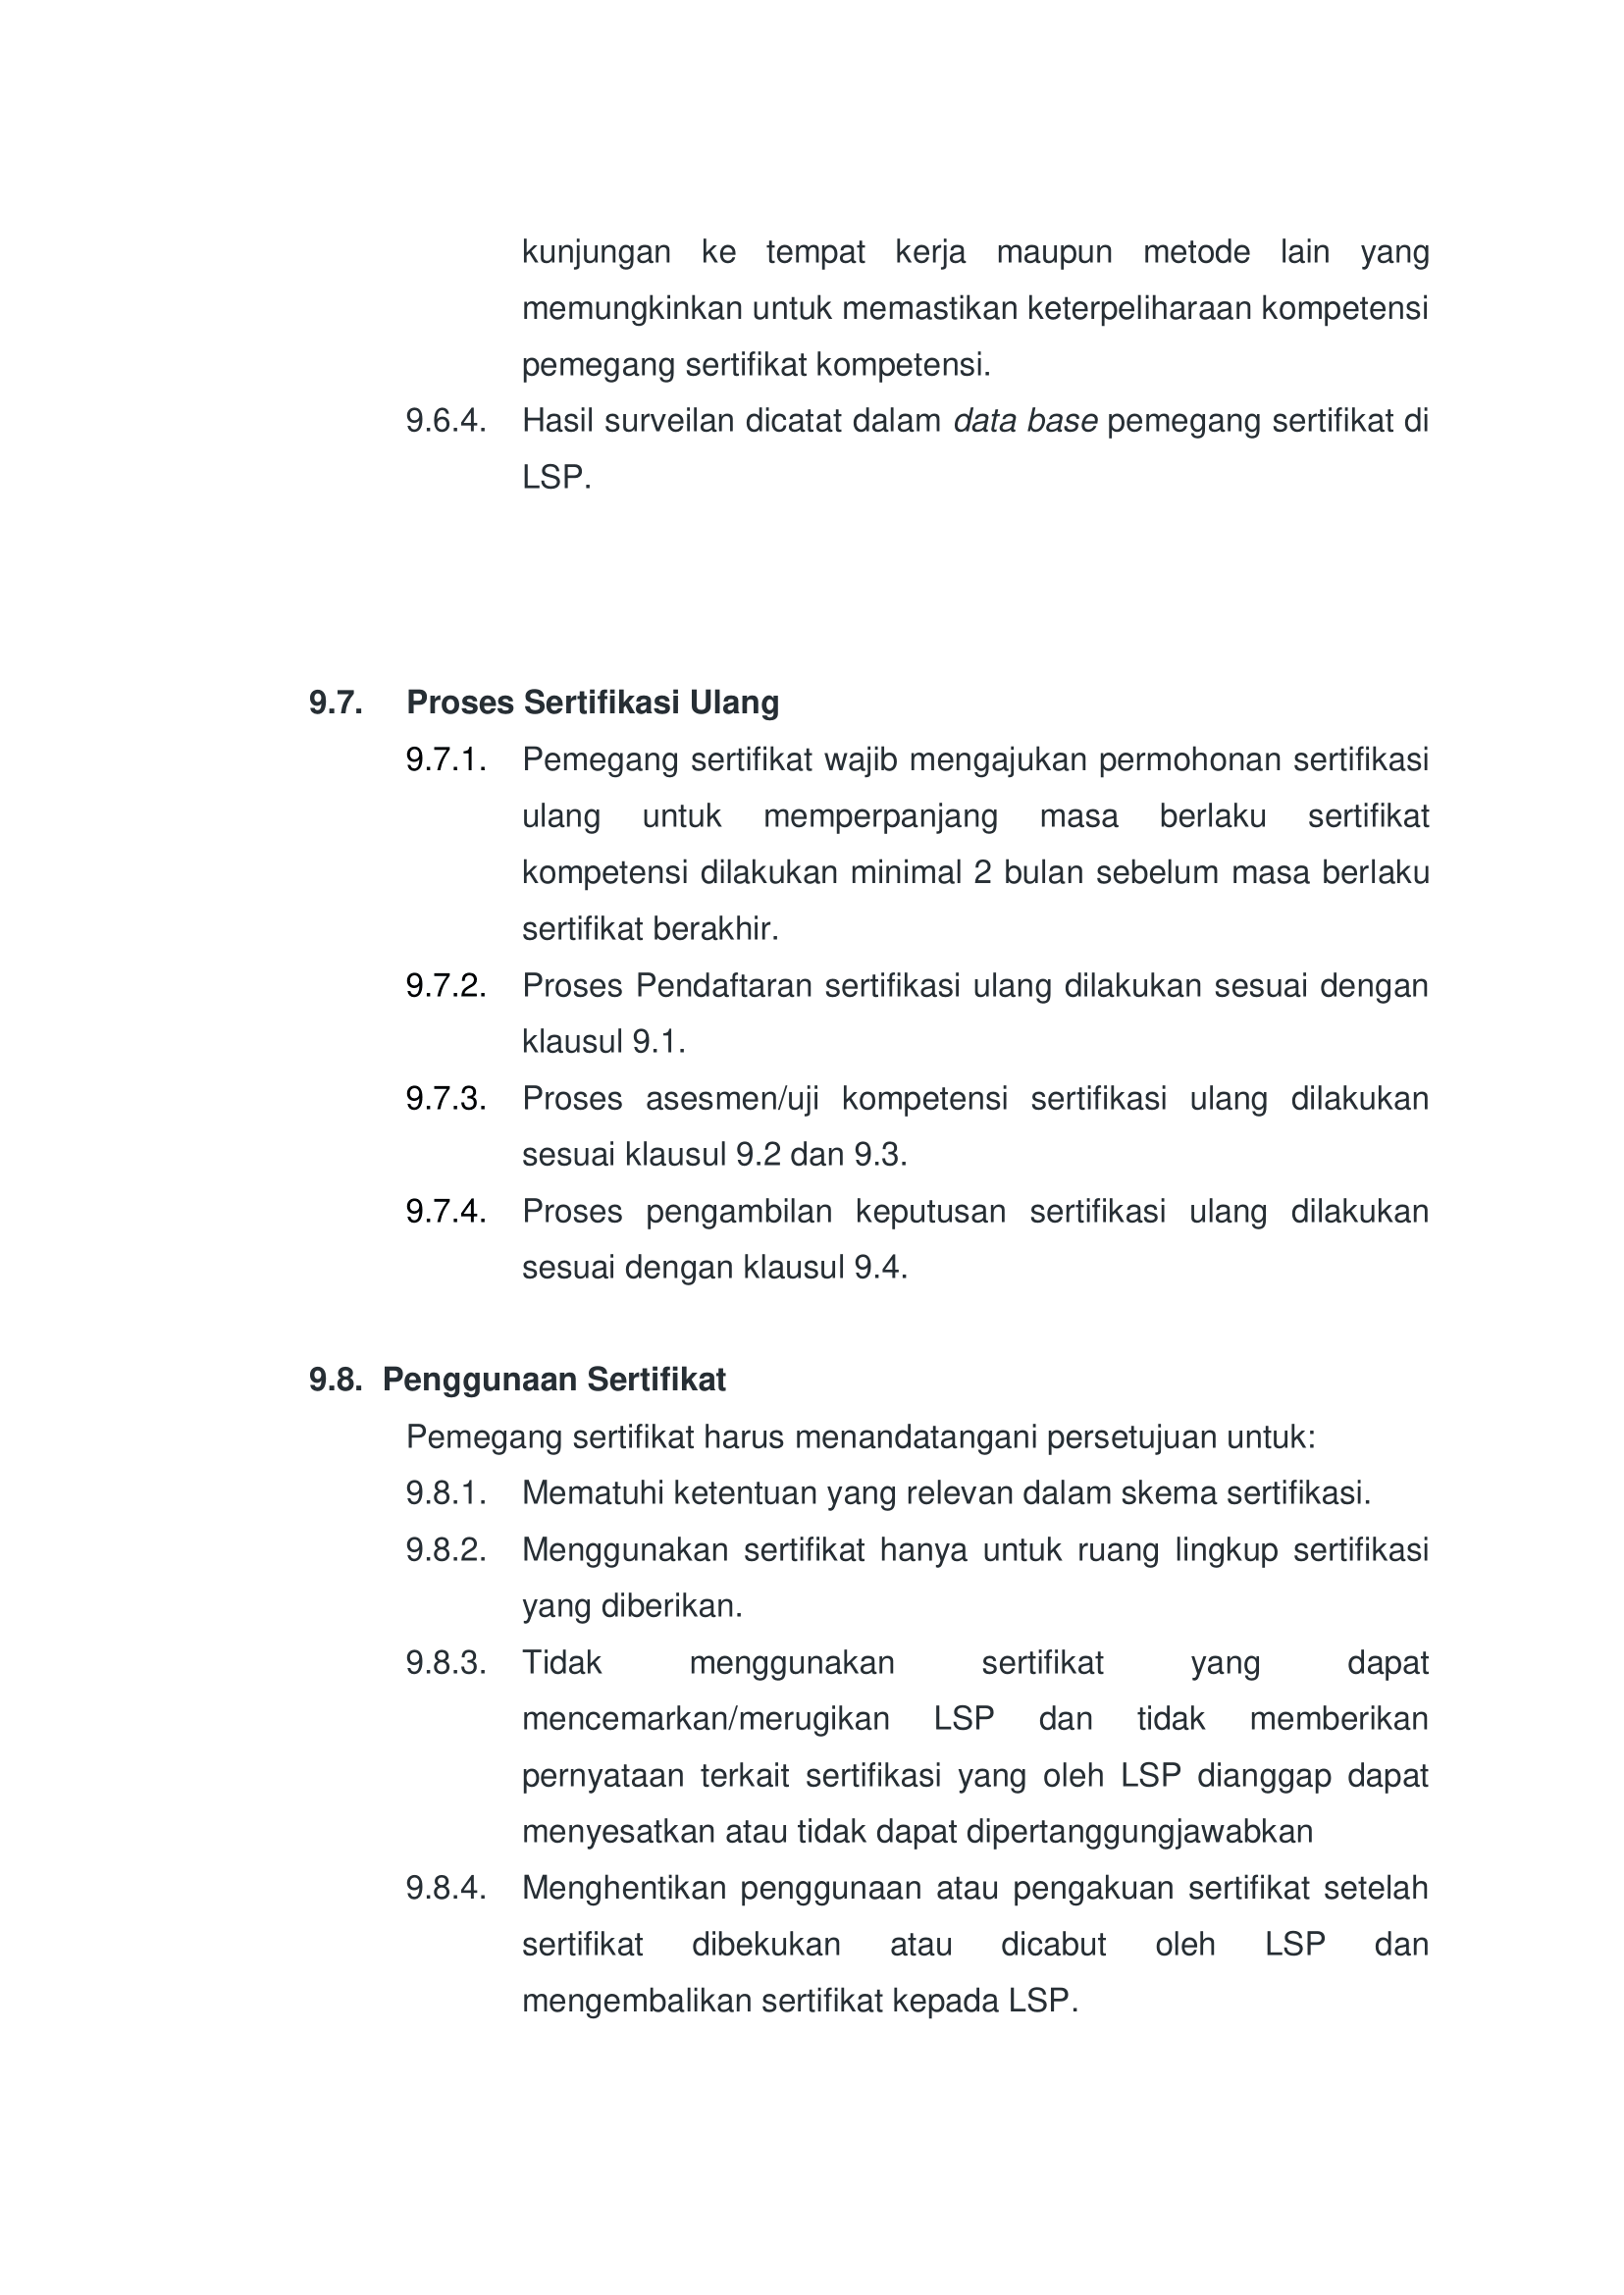 kunjungan ke tempat kerja maupun metode lain yang
memungkinkan untuk memastikan keterpeliharaan kompetensi
pemegang sertifikat kompetensi.
9.6.4. Hasil surveilan dicatat dalam data base pemegang sertifikat di
LSP.
9.7. Proses Sertifikasi Ulang
9.7.1. Pemegang sertifikat wajib mengajukan permohonan sertifikasi
ulang untuk memperpanjang masa berlaku sertifikat
kompetensi dilakukan minimal 2 bulan sebelum masa berlaku
sertifikat berakhir.
9.7.2. Proses Pendaftaran sertifikasi ulang dilakukan sesuai dengan
klausul 9.1.
9.7.3. Proses asesmen/uji kompetensi sertifikasi ulang dilakukan
sesuai klausul 9.2 dan 9.3.
9.7.4. Proses pengambilan keputusan sertifikasi ulang dilakukan
sesuai dengan klausul 9.4.
9.8. Penggunaan Sertifikat
Pemegang sertifikat harus menandatangani persetujuan untuk:
9.8.1. Mematuhi ketentuan yang relevan dalam skema sertifikasi.
9.8.2. Menggunakan sertifikat hanya untuk ruang lingkup sertifikasi
yang diberikan.
9.8.3. Tidak menggunakan sertifikat yang dapat
mencemarkan/merugikan LSP dan tidak memberikan
pernyataan terkait sertifikasi yang oleh LSP dianggap dapat
menyesatkan atau tidak dapat dipertanggungjawabkan
9.8.4. Menghentikan penggunaan atau pengakuan sertifikat setelah
sertifikat dibekukan atau dicabut oleh LSP dan
mengembalikan sertifikat kepada LSP.